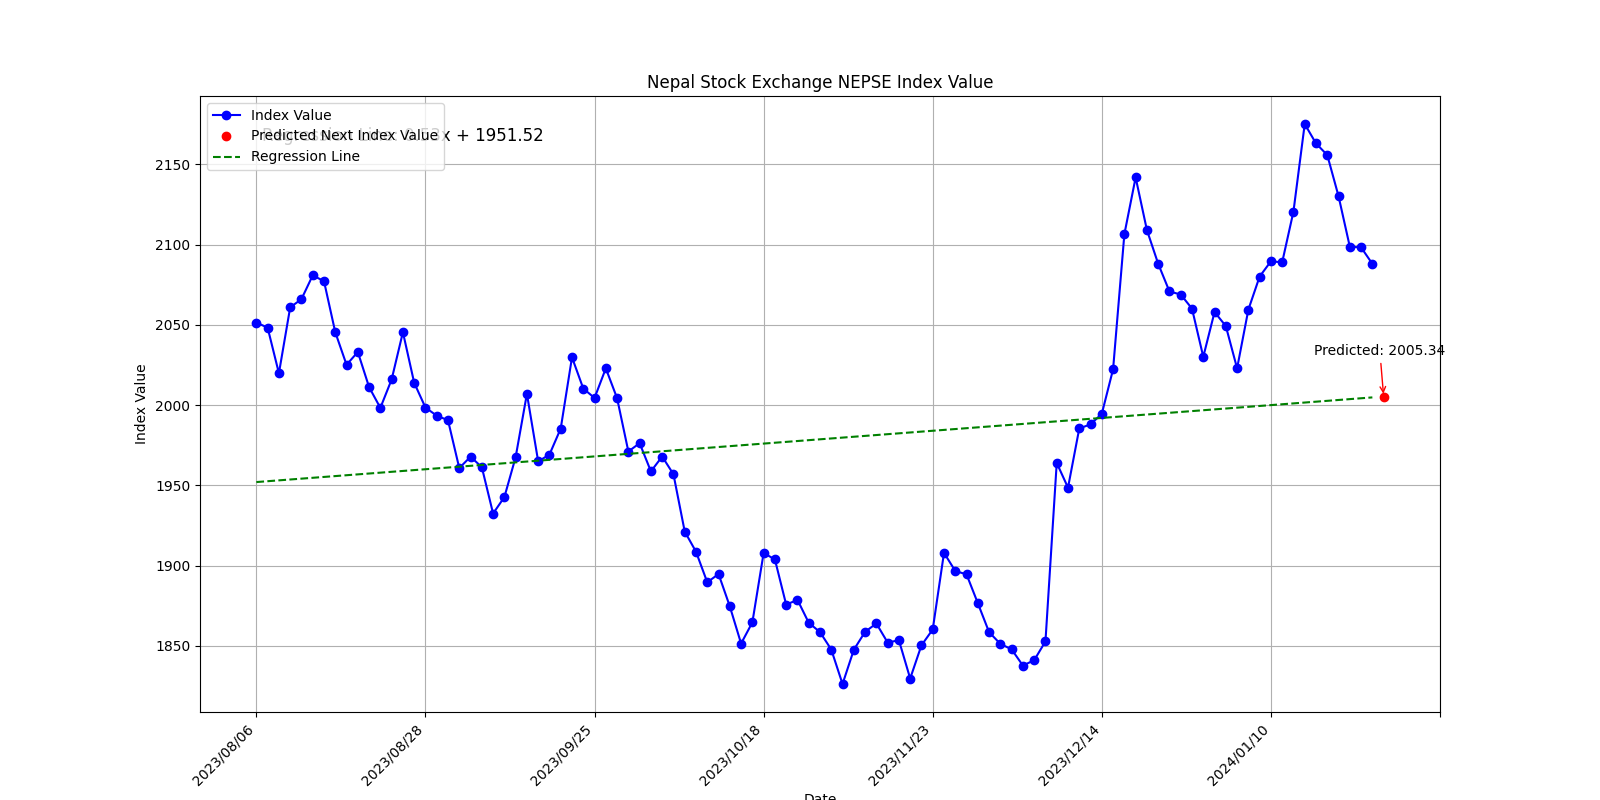 Nepal Stock Exchange NEPSE Index Value
Index Value
Predicted Next Index Value
x + 1951.52
Regression Line
2150
2100
2050
2000
1950
1900
1850
Index Value
Predicted: 2005.34
2023/08/06
2023/08/28
2023/09/25
2023/10/18
2023/11/23
2023/12/14
2024/01/10
Date